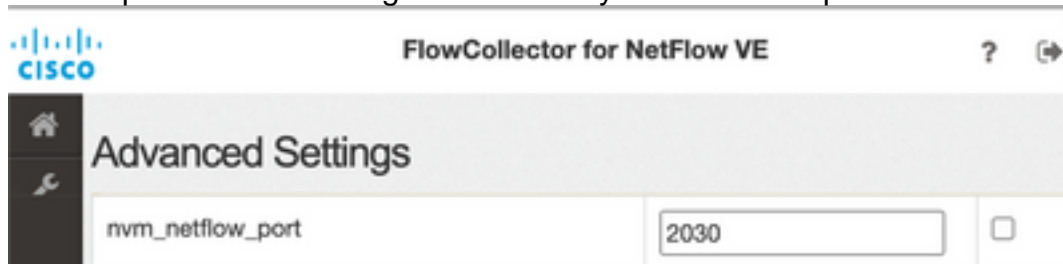 CISCO
FlowCollector for NetFlow VE
?
Advanced Settings
nvm_netflow_port
2030